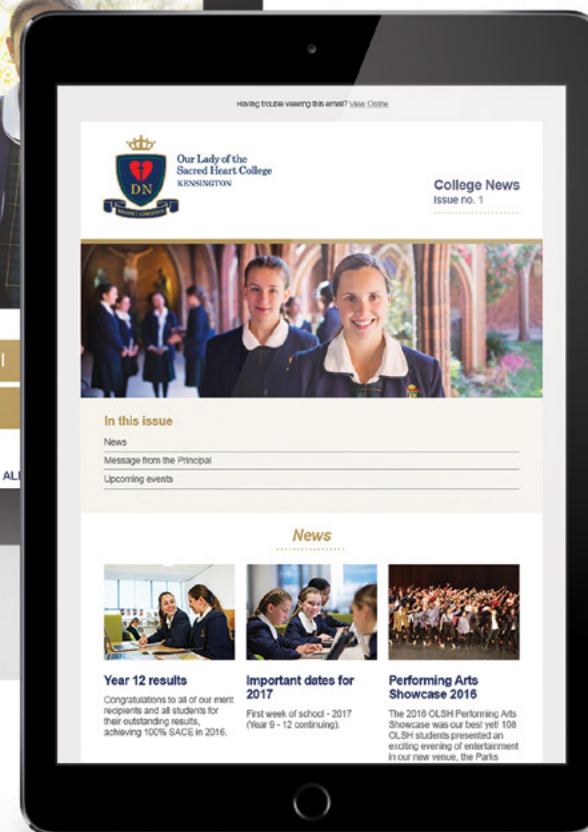 Having trouble viewing this email? View Online
Our Lady of the
Sacred Heart College
KENSINGTON
DN
College News
Issue no. 1
In this issue
News
Message from the Principal
Upcoming events
News
Year 12 results
Congratulations to all of our merit
recipients and all students for
their outstanding results,
achieving 100% SACE in 2016.
Important dates for
2017
First week of school - 2017
(Year 9 - 12 continuing).
Performing Arts
Showcase 2016
The 2016 OLSH Performing Arts
Showcase was our best yet! 108
OLSH students presented an
exciting evening of entertainment
in our new venue, the Parks